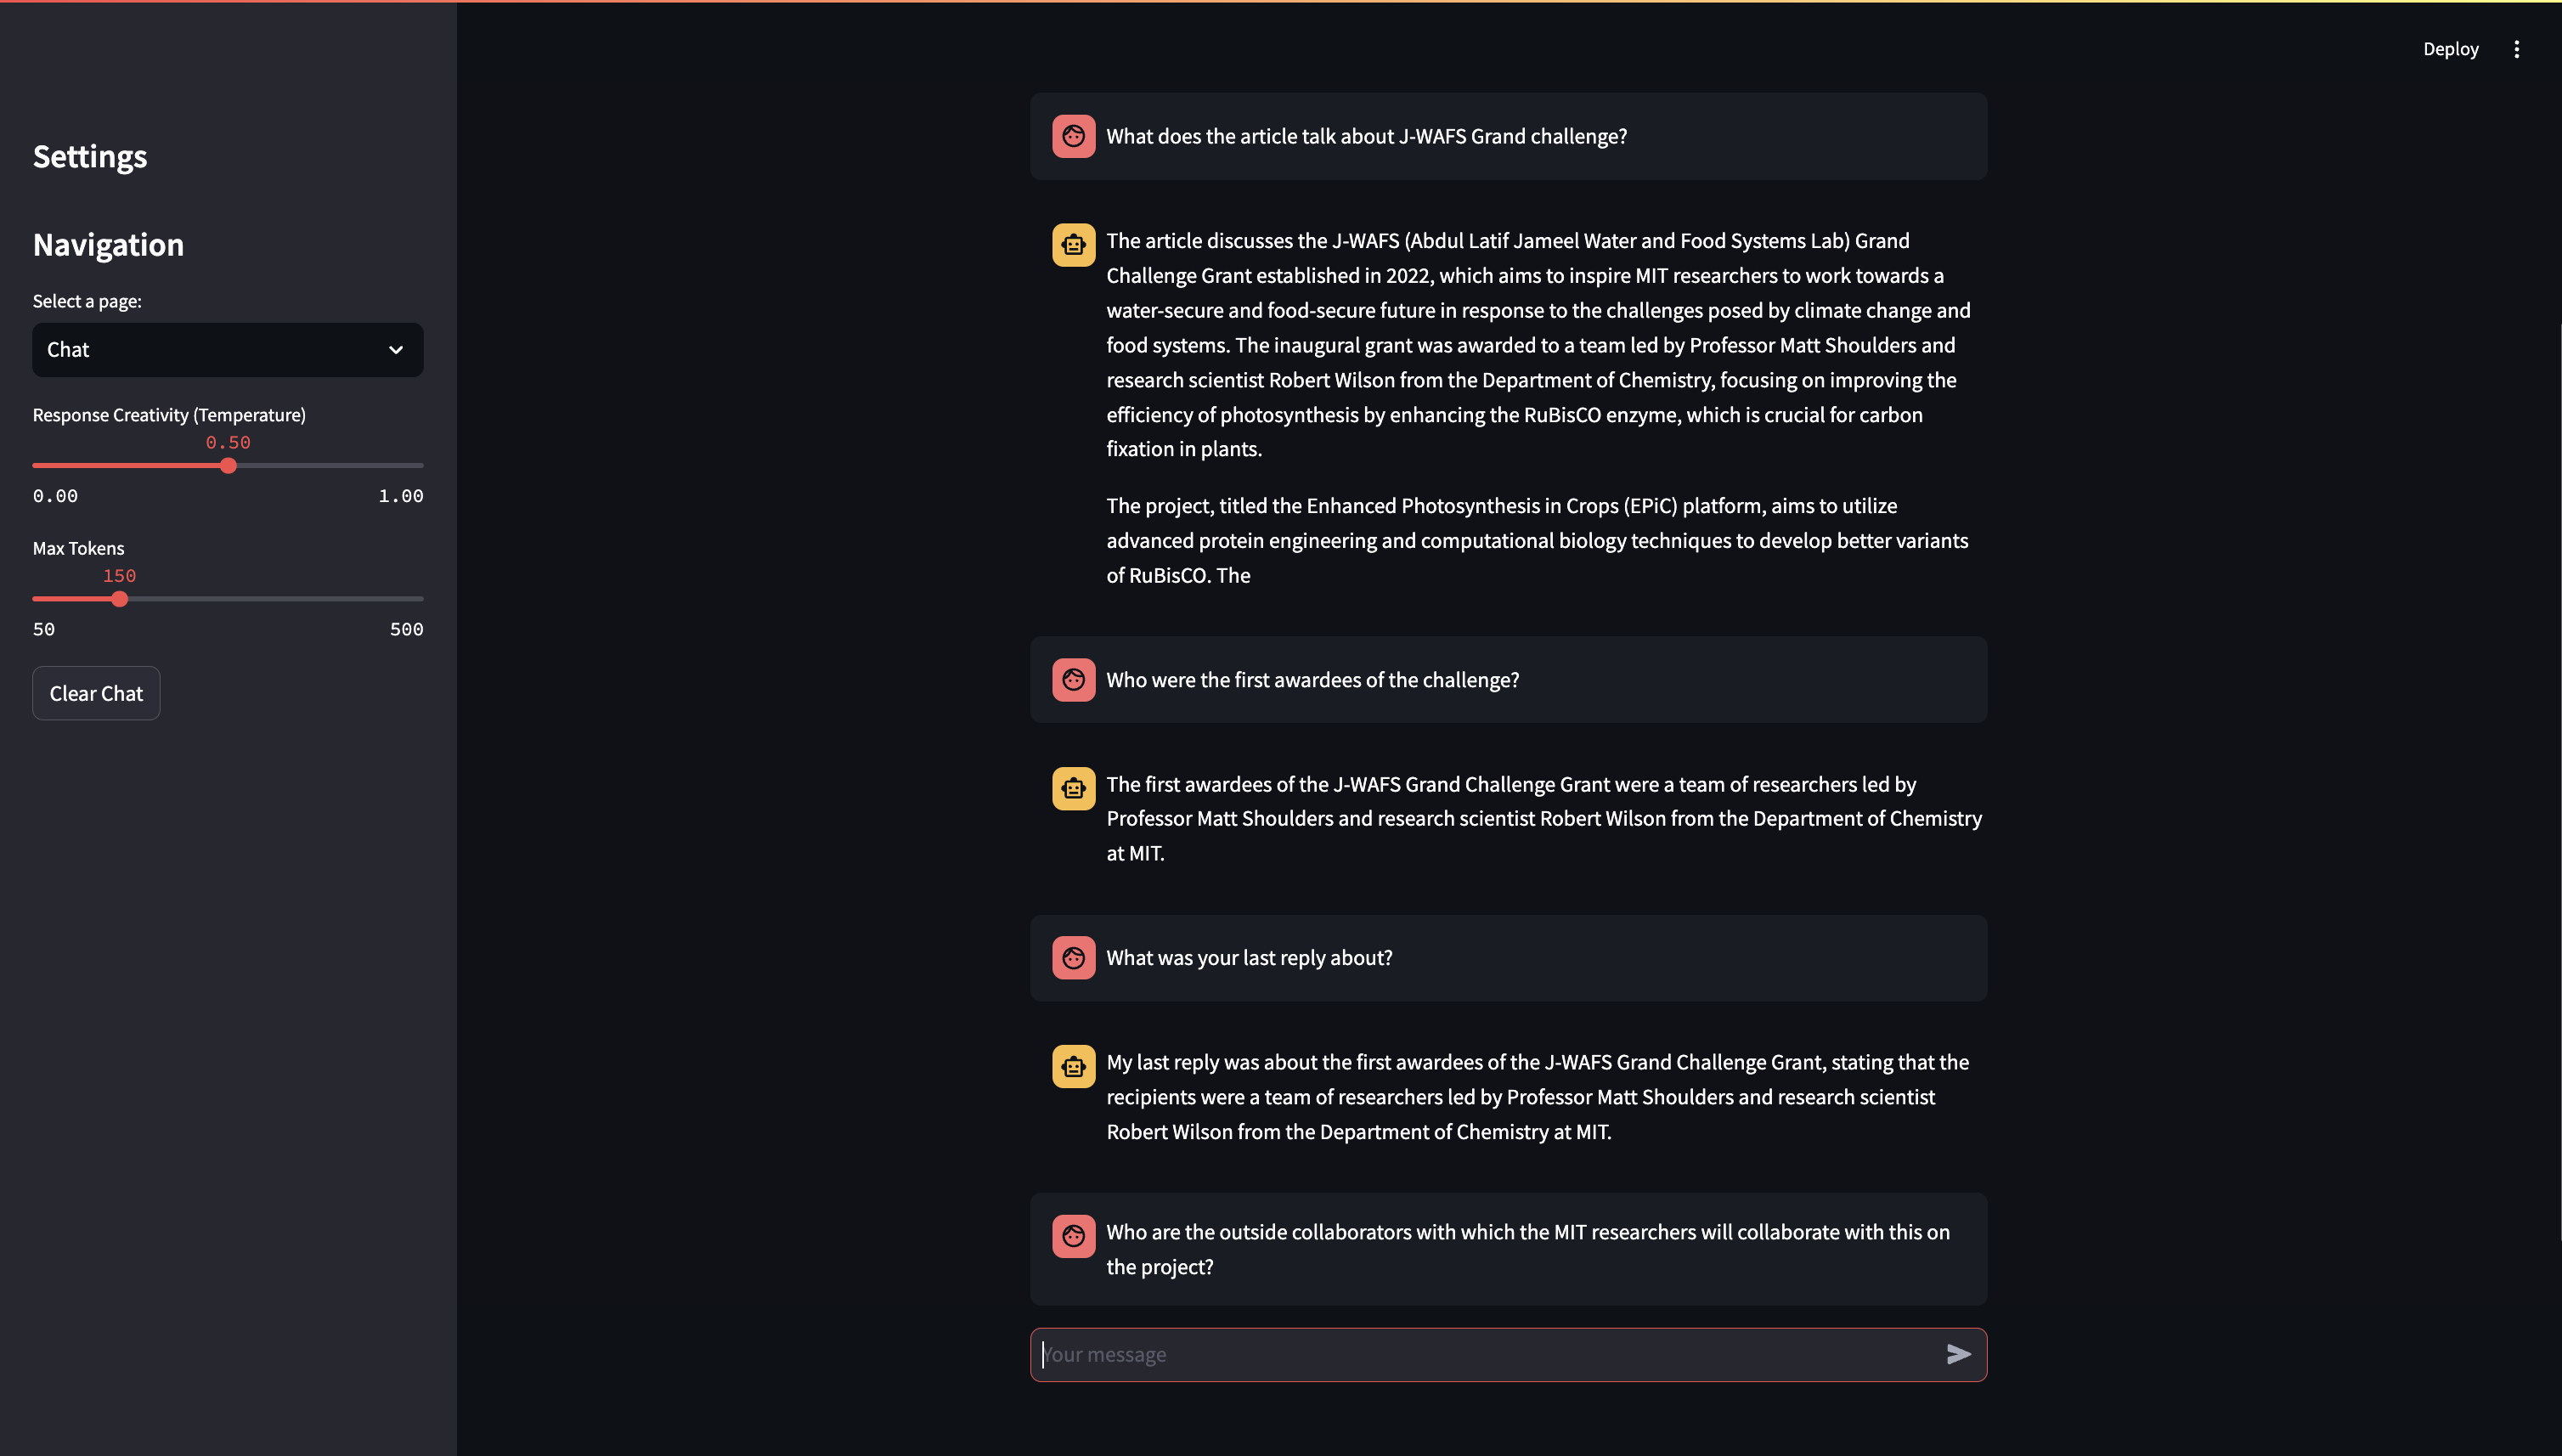 Deploy
Settings
Navigation
Select a page:
Chat
Response Creativity (Temperature)
0.50
0.00 1.00
Max Tokens
150
50 500
Clear Chat
What does the article talk about J-WAFS Grand challenge?
The article discusses the J-WAFS (Abdul Latif Jameel Water and Food Systems Lab) Grand
Challenge Grant established in 2022, which aims to inspire MIT researchers to work towards a
water-secure and food-secure future in response to the challenges posed by climate change and
food systems. The inaugural grant was awarded to a team led by Professor Matt Shoulders and
research scientist Robert Wilson from the Department of Chemistry, focusing on improving the
efficiency of photosynthesis by enhancing the RuBisCO enzyme, which is crucial for carbon
fixation in plants.
The project, titled the Enhanced Photosynthesis in Crops (EPiC) platform, aims to utilize
advanced protein engineering and computational biology techniques to develop better variants
of RuBisCO. The
Who were the first awardees of the challenge?
The first awardees of the J-WAFS Grand Challenge Grant were a team of researchers led by
Professor Matt Shoulders and research scientist Robert Wilson from the Department of Chemistry
at MIT.
What was your last reply about?
My last reply was about the first awardees of the J-WAFS Grand Challenge Grant, stating that the
recipients were a team of researchers led by Professor Matt Shoulders and research scientist
Robert Wilson from the Department of Chemistry at MIT.
Who are the outside collaborators with which the MIT researchers will collaborate with this on
the project?
Your message